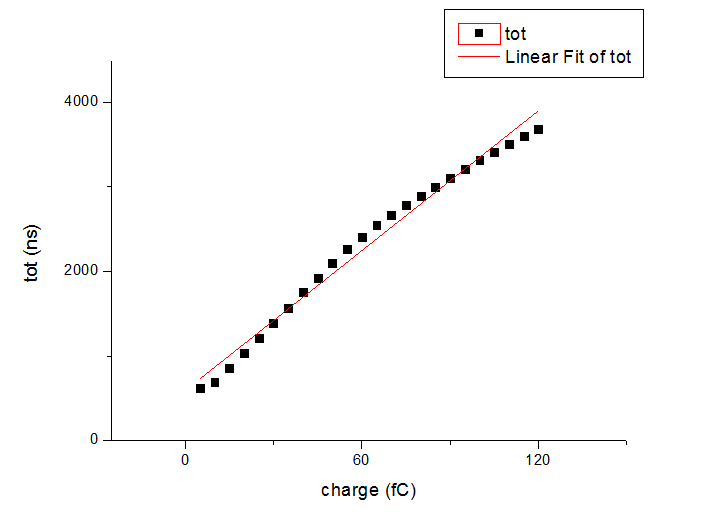 tot
Linear Fit of tot
4000
2000
0
tot (ns)
0
60
120
charge (fC)